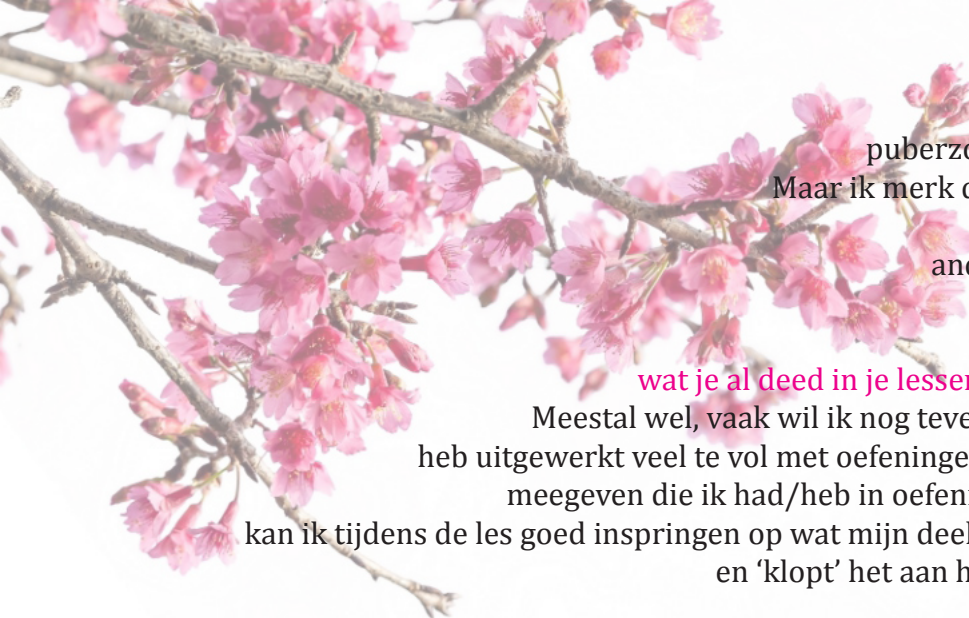 puberzo
Maar ik merk
and
wat je al deed in je lessen
Meestal wel, vaak wil ik nog teve
heb uitgewerkt veel te vol met oefeninge
meegeven die ik had/heb in oefen
kan ik tijdens de les goed inspringen op wat mijn deel
en ‘klopt’ het aan h